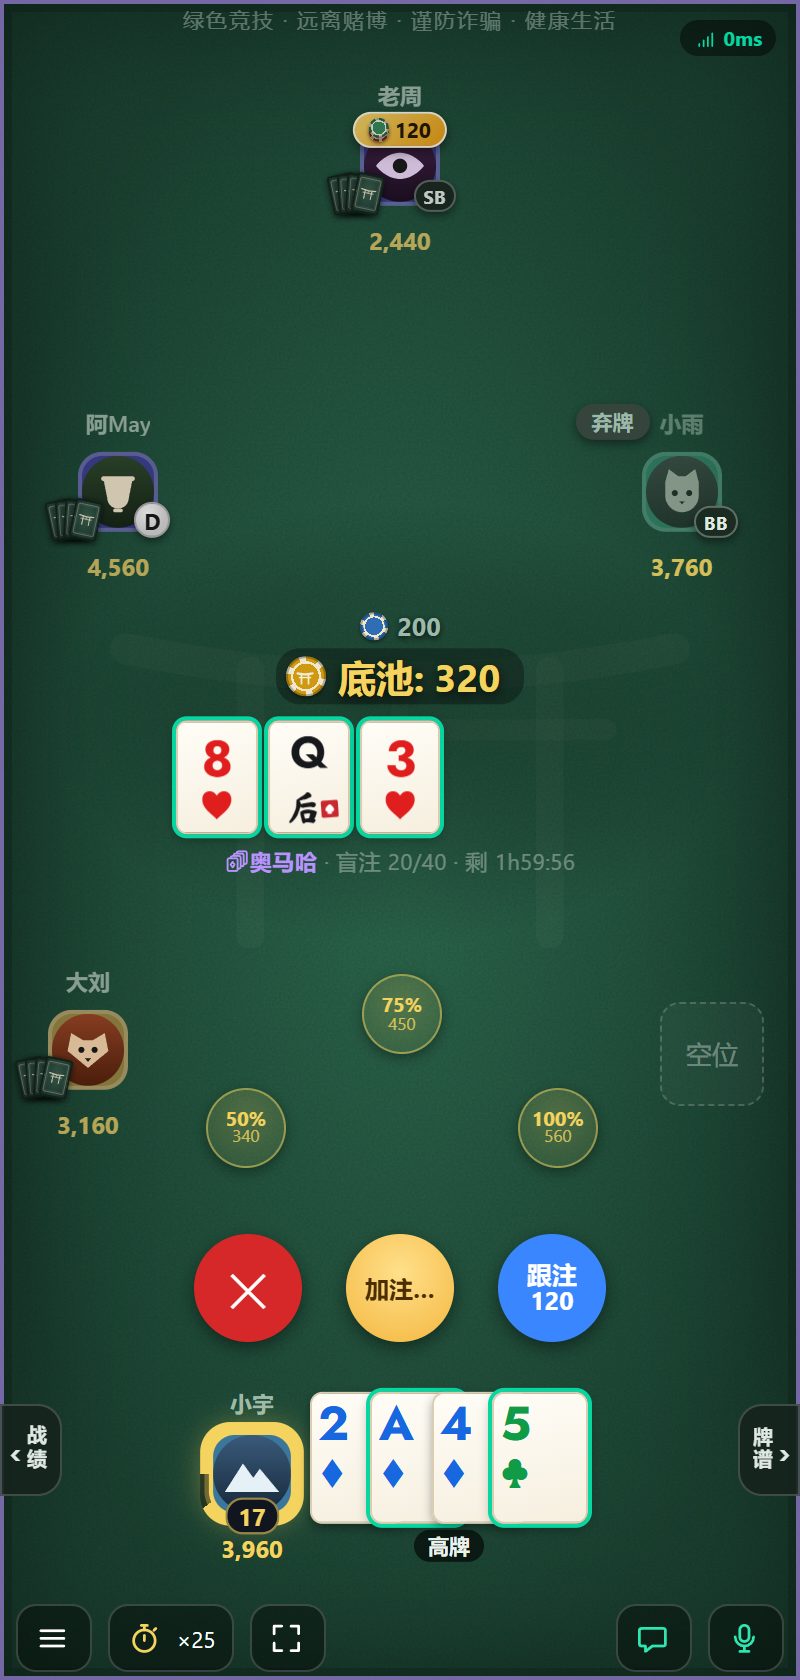 绿色竞技 · 远离赌博 · 谨防诈骗 · 健康生活
0ms
老周
120
SB
2,440
阿May
D
4,560
弃牌 小雨
BB
3,760
200
底池: 320
8 Q 3
后
奥马哈 · 盲注 20/40 · 剩 1h59:56
大刘
3,160
空位
75%
450
50%
340
100%
560
加注...
跟注
120
战绩
牌谱
小宇
17
3,960
2 A 4 5
高牌
×25